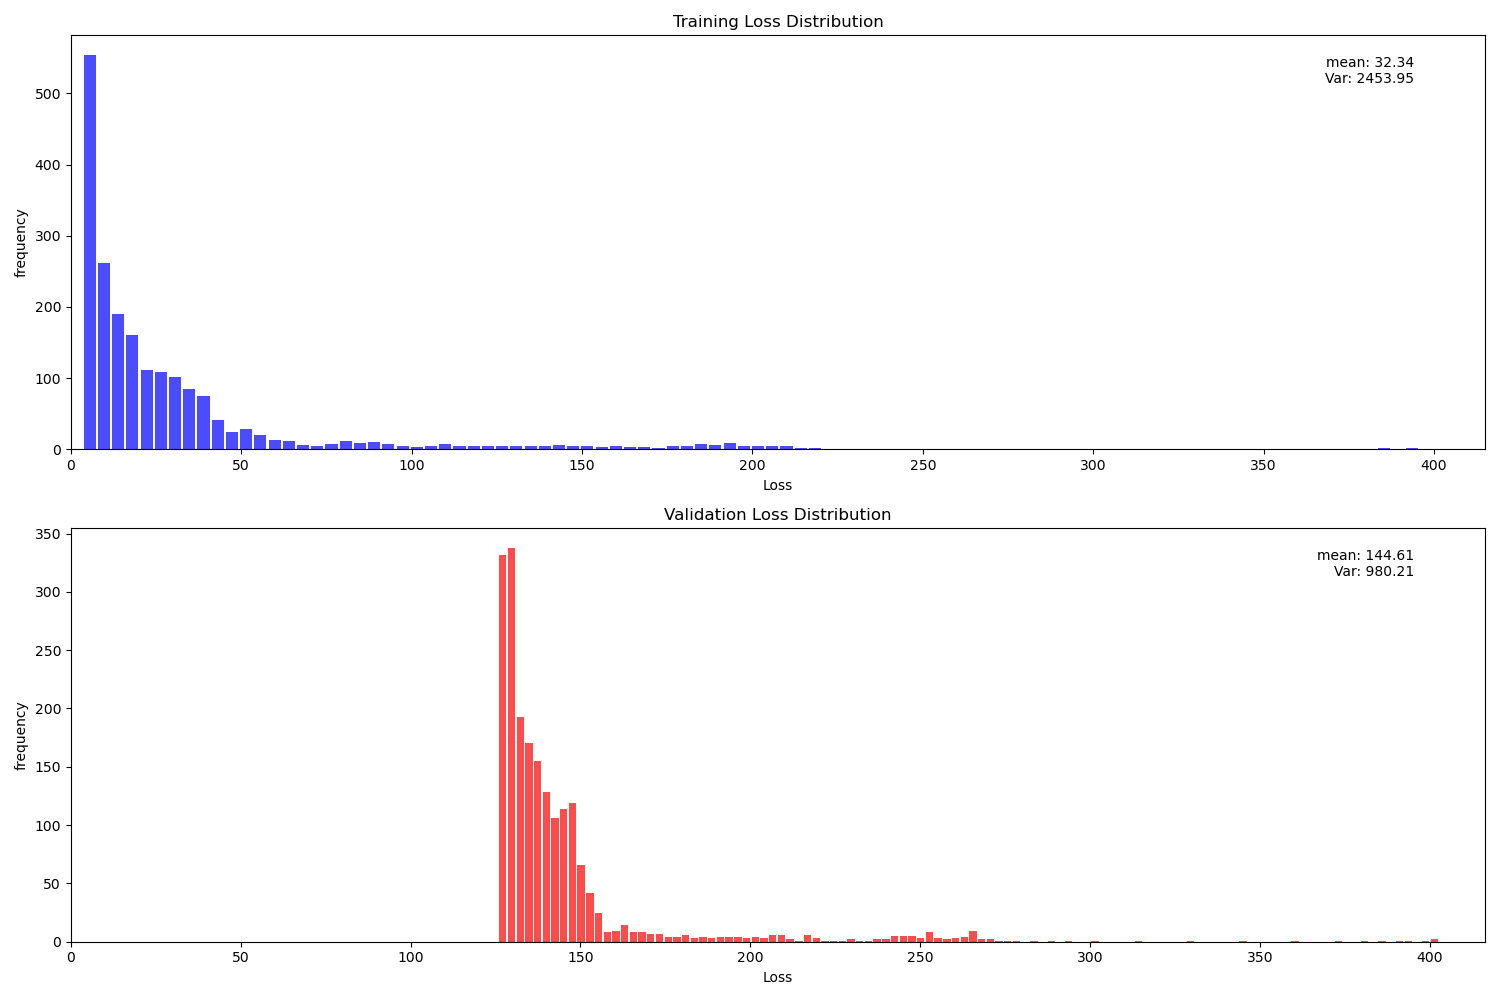 Training Loss Distribution
mean: 32.34
Var: 2453.95
frequency
500
400
300
200
100
0
0 50 100 150 200 250 300 350 400
Loss
Validation Loss Distribution
mean: 144.61
Var: 980.21
frequency
350
300
250
200
150
100
50
0
0 50 100 150 200 250 300 350 400
Loss